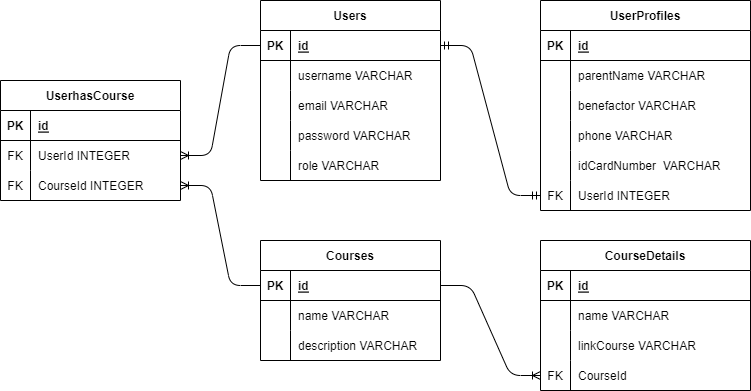 Users
PK id
username VARCHAR
email VARCHAR
password VARCHAR
role VARCHAR
UserProfiles
PK id
parentName VARCHAR
benefactor VARCHAR
phone VARCHAR
idCardNumber VARCHAR
FK UserId INTEGER
UserhasCourse
PK id
FK UserId INTEGER
FK CourseId INTEGER
Courses
PK id
name VARCHAR
description VARCHAR
CourseDetails
PK id
name VARCHAR
linkCourse VARCHAR
FK CourseId